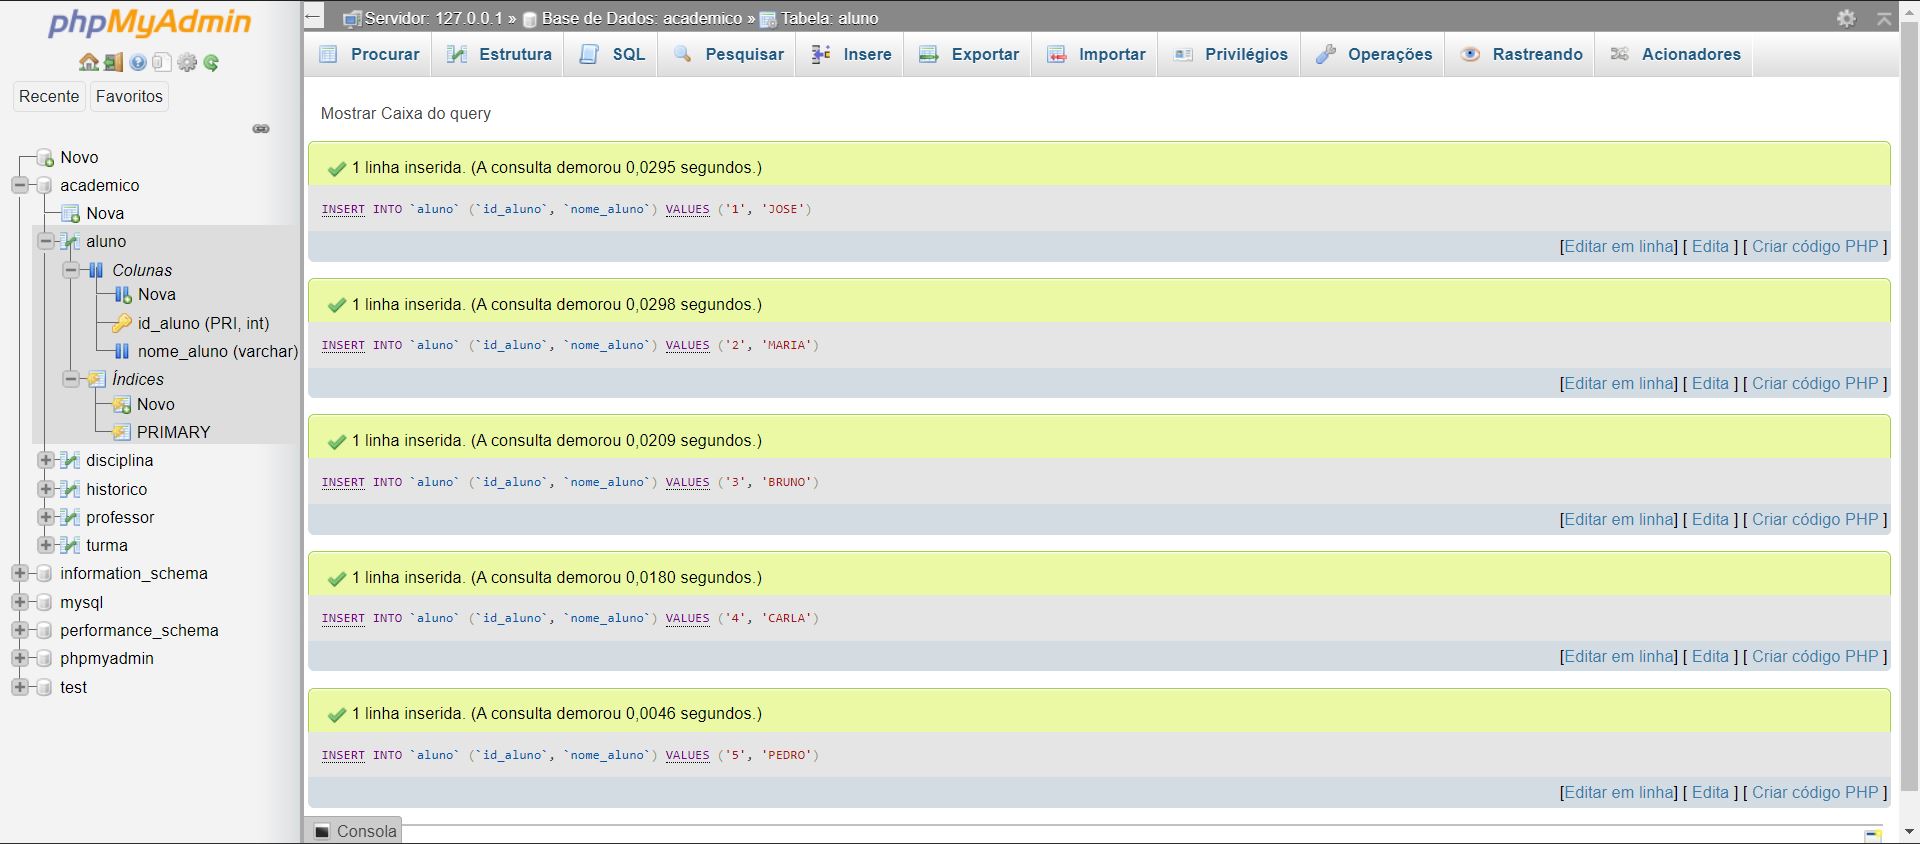 phpMyAdmin
Recente Favoritos
Novo
academico
Nova
aluno
Colunas
Nova
id_aluno (PRI, int)
nome_aluno (varchar)
Índices
Novo
PRIMARY
disciplina
historico
professor
turma
information_schema
mysql
performance_schema
phpmyadmin
test
Servidor: 127.0.0.1 » Base de Dados: academico » Tabela: aluno
Procurar Estrutura SQL Pesquisar Insere Exportar Importar Privilégios Operações Rastreando Acionadores
Mostrar Caixa do query
1 linha inserida. (A consulta demorou 0,0295 segundos.)
INSERT INTO `aluno` (`id_aluno`, `nome_aluno`) VALUES ('1', 'JOSE')
[Editar em linha] [ Edita ] [ Criar código PHP ]
1 linha inserida. (A consulta demorou 0,0298 segundos.)
INSERT INTO `aluno` (`id_aluno`, `nome_aluno`) VALUES ('2', 'MARIA')
[Editar em linha] [ Edita ] [ Criar código PHP ]
1 linha inserida. (A consulta demorou 0,0209 segundos.)
INSERT INTO `aluno` (`id_aluno`, `nome_aluno`) VALUES ('3', 'BRUNO')
[Editar em linha] [ Edita ] [ Criar código PHP ]
1 linha inserida. (A consulta demorou 0,0180 segundos.)
INSERT INTO `aluno` (`id_aluno`, `nome_aluno`) VALUES ('4', 'CARLA')
[Editar em linha] [ Edita ] [ Criar código PHP ]
1 linha inserida. (A consulta demorou 0,0046 segundos.)
INSERT INTO `aluno` (`id_aluno`, `nome_aluno`) VALUES ('5', 'PEDRO')
[Editar em linha] [ Edita ] [ Criar código PHP ]
Consola